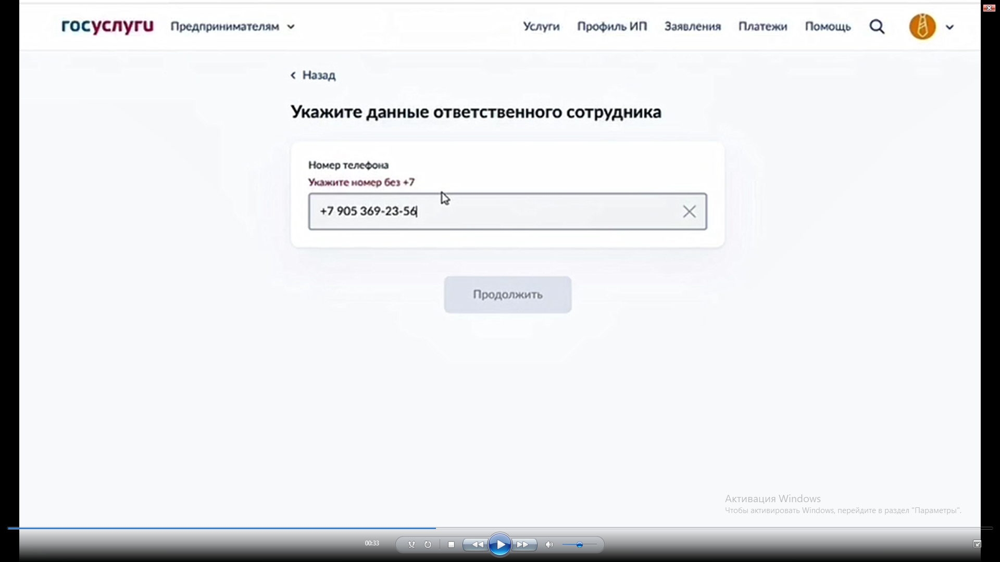 госуслуги Предпринимателям Услуги Профиль ИП Заявления Платежи Помощь
Назад
Укажите данные ответственного сотрудника
Номер телефона
Укажите номер без +7
+7 905 369-23-56
Продолжить
Активация Windows
Чтобы активировать Windows, перейдите в раздел "Параметры".
00:33